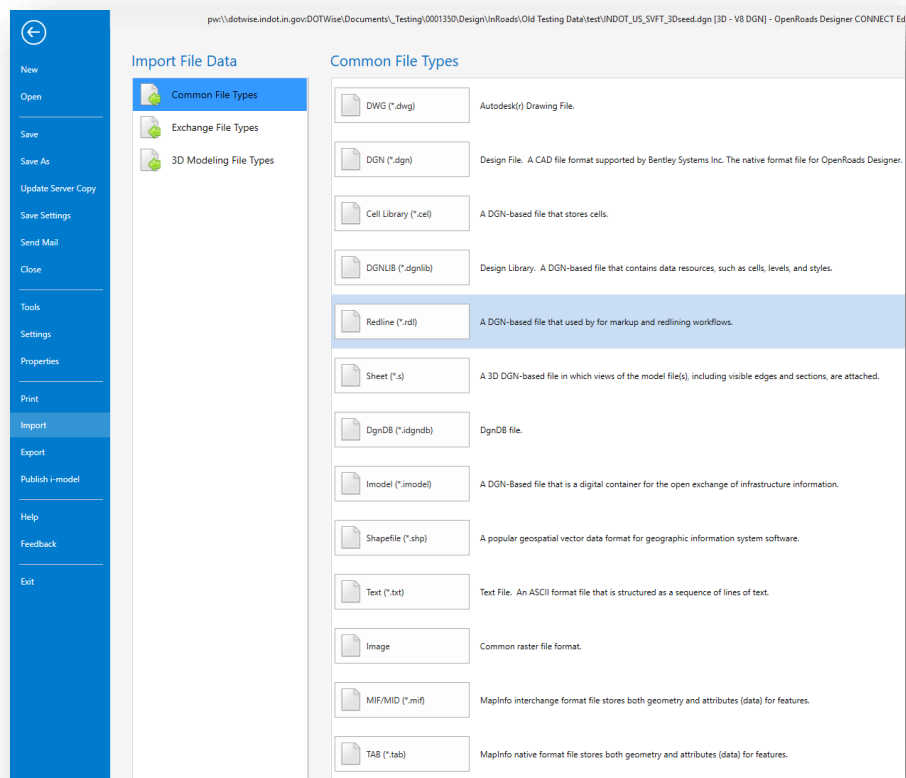 pw:\\dotwise.indot.in.gov:DOTWise\Documents\_Testing\0001350\Design\InRoads\Old Testing Data\test\INDOT_US_SVFT_3Dseed.dgn [3D - V8 DGN] - OpenRoads Designer CONNECT Ed
New
Open
Save
Save As
Update Server Copy
Save Settings
Send Mail
Close
Tools
Settings
Properties
Print
Import
Export
Publish i-model
Help
Feedback
Exit
Import File Data
Common File Types
Exchange File Types
3D Modeling File Types
Common File Types
DWG (*.dwg) Autodesk(r) Drawing File.
DGN (*.dgn) Design File. A CAD file format supported by Bentley Systems Inc. The native format file for OpenRoads Designer.
Cell Library (*.cel) A DGN-based file that stores cells.
DGNLIB (*.dgnlib) Design Library. A DGN-based file that contains data resources, such as cells, levels, and styles.
Redline (*.rdl) A DGN-based file that used by for markup and redlining workflows.
Sheet (*.s) A 3D DGN-based file in which views of the model file(s), including visible edges and sections, are attached.
DgnDB (*.idgndb) DgnDB file.
Imodel (*.imodel) A DGN-Based file that is a digital container for the open exchange of infrastructure information.
Shapefile (*.shp) A popular geospatial vector data format for geographic information system software.
Text (*.txt) Text File. An ASCII format file that is structured as a sequence of lines of text.
Image Common raster file format.
MIF/MID (*.mif) MapInfo interchange format file stores both geometry and attributes (data) for features.
TAB (*.tab) MapInfo native format file stores both geometry and attributes (data) for features.